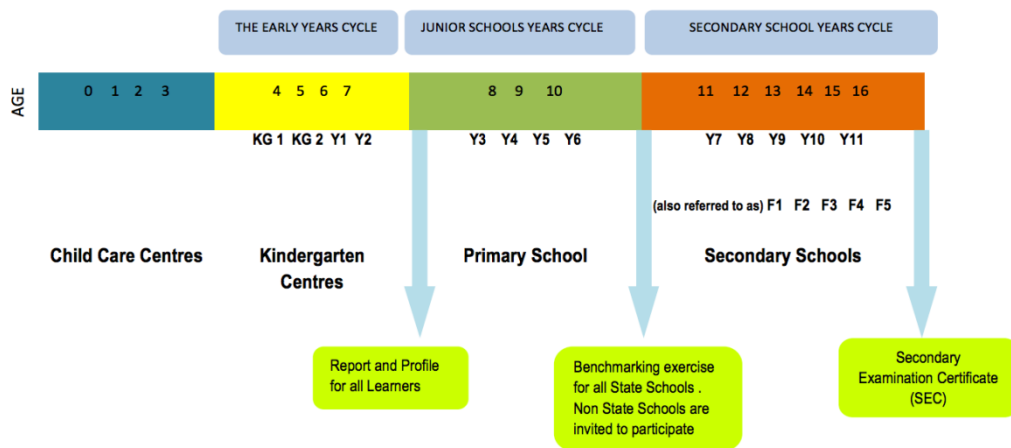 THE EARLY YEARS CYCLE
JUNIOR SCHOOLS YEARS CYCLE
SECONDARY SCHOOL YEARS CYCLE
AGE
0 1 2 3
4 5 6 7
8 9 10
11 12 13 14 15 16
KG 1 KG 2 Y1 Y2
Y3 Y4 Y5 Y6
Y7 Y8 Y9 Y10 Y11
(also referred to as) F1 F2 F3 F4 F5
Child Care Centres
Kindergarten
Centres
Primary School
Secondary Schools
Report and Profile
for all Learners
Benchmarking exercise
for all State Schools .
Non State Schools are
invited to participate
Secondary
Examination Certificate
(SEC)